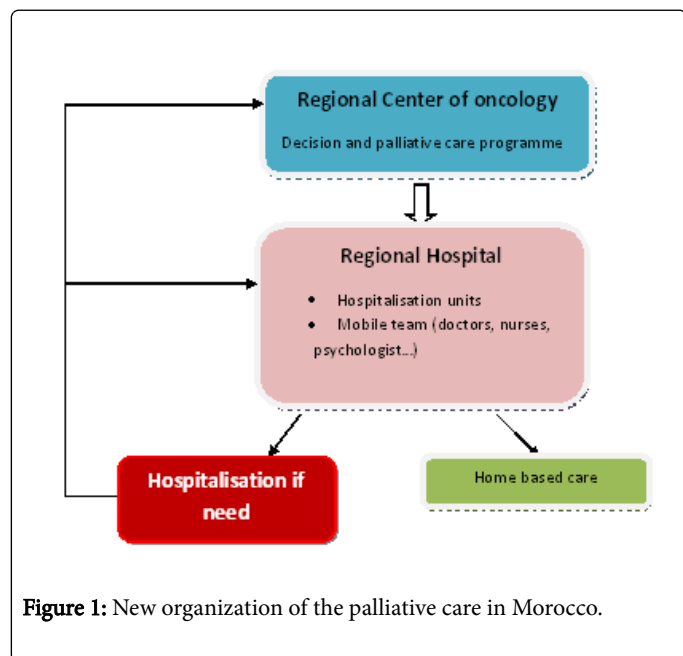 Regional Center of oncology
Decision and palliative care programme
Regional Hospital
• Hospitalisation units
• Mobile team (doctors, nurses,
psychologist...)
Hospitalisation if
need
Home based care
Figure 1: New organization of the palliative care in Morocco.